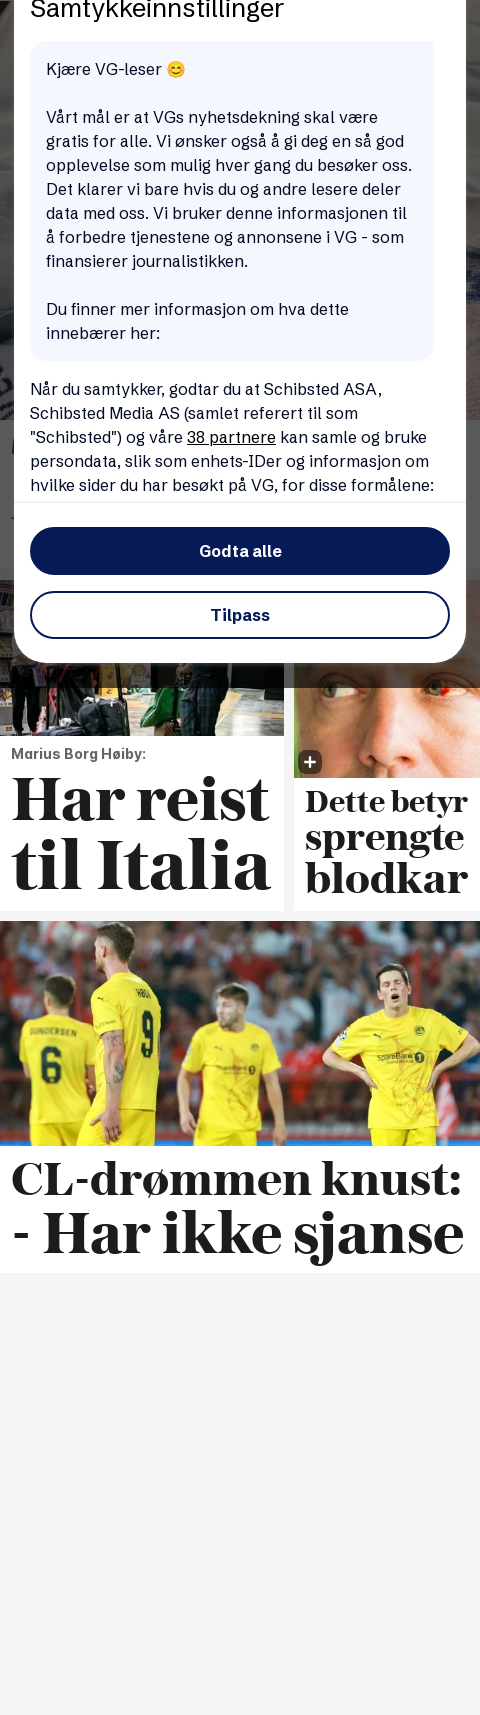 Samtykkeinnstillinger
Kjære VG-leser 😊
Vårt mål er at VGs nyhetsdekning skal være
gratis for alle. Vi ønsker også å gi deg en så god
opplevelse som mulig hver gang du besøker oss.
Det klarer vi bare hvis du og andre lesere deler
data med oss. Vi bruker denne informasjonen til
å forbedre tjenestene og annonsene i VG - som
finansierer journalistikken.
Du finner mer informasjon om hva dette
innebærer her:
Når du samtykker, godtar du at Schibsted ASA,
Schibsted Media AS (samlet referert til som
"Schibsted") og våre 38 partnere kan samle og bruke
persondata, slik som enhets-IDer og informasjon om
hvilke sider du har besøkt på VG, for disse formålene:
Godta alle
Tilpass
Marius Borg Høiby:
Har reist
til Italia
Dette betyr
sprengte
blodkar
GUNDERSEN
6
HØGH
9
SpareBank 1
CL-drømmen knust:
- Har ikke sjanse